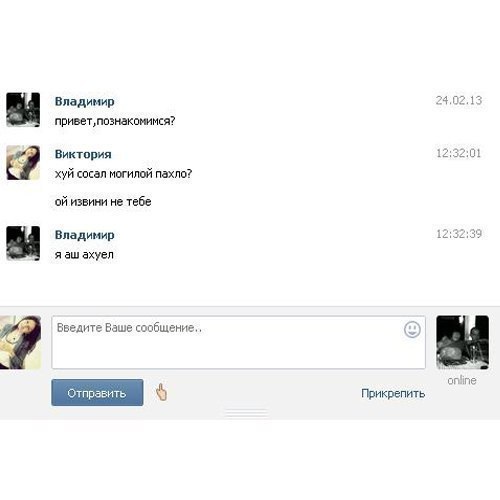 Владимир 24.02.13
привет,познакомимся?
Виктория 12:32:01
хуй сосал могилой пахло?
ой извини не тебе
Владимир 12:32:39
я аш ахуел
Введите Ваше сообщение..
online
Отправить Прикрепить